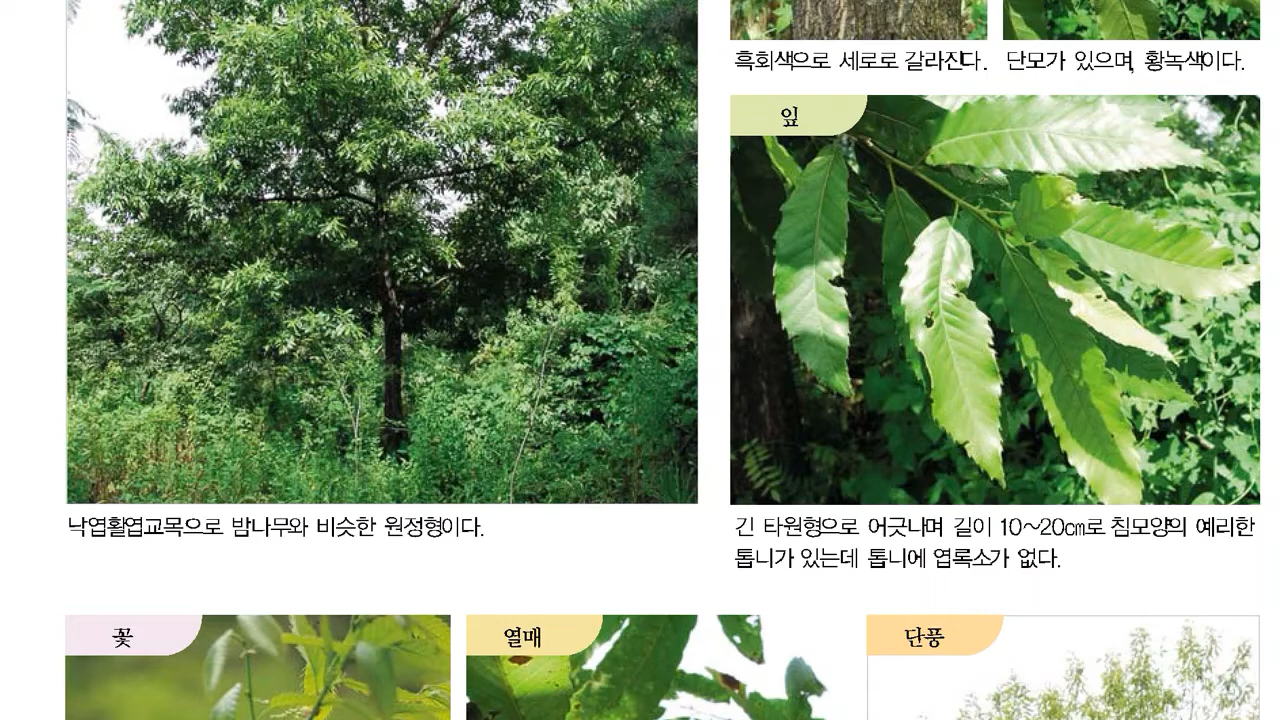 흑회색으로 세로로 갈라진다.
단모가 있으며, 황녹색이다.
잎
낙엽활엽교목으로 밤나무와 비슷한 원정형이다.
긴 타원형으로 어긋나며 길이 10~20㎝로 침모양의 예리한
톱니가 있는데 톱니에 엽록소가 없다.
꽃
열매
단풍